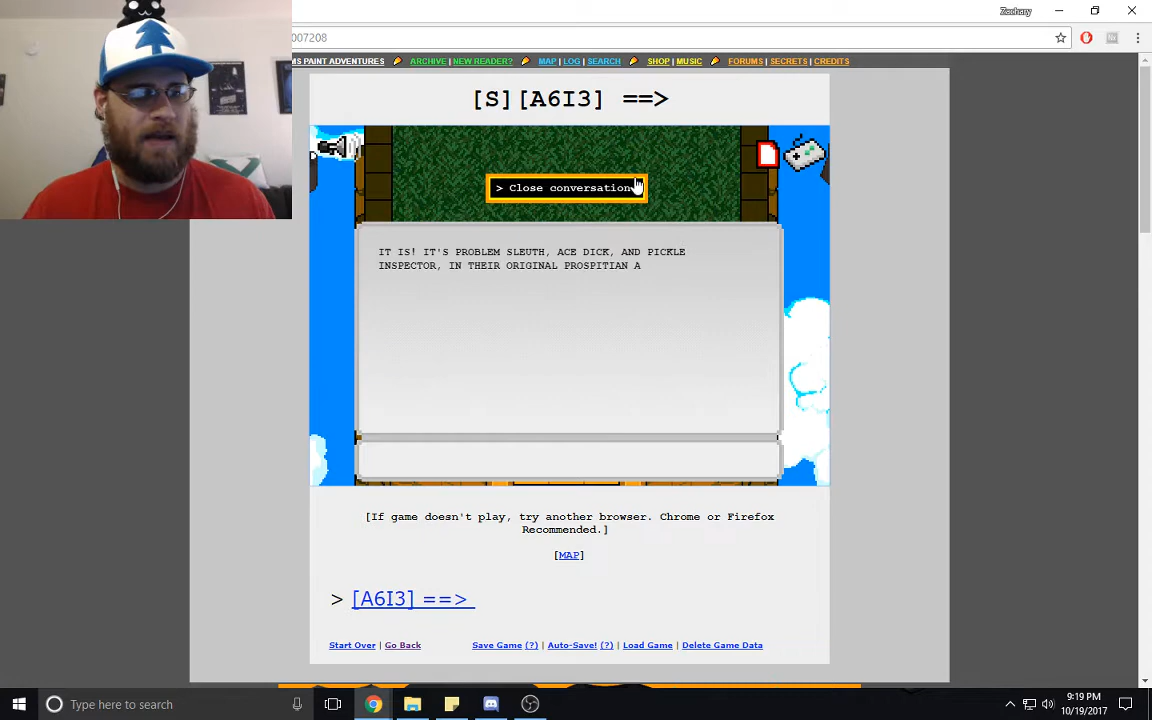 Zachary
007208
MS PAINT ADVENTURES ARCHIVE | NEW READER? MAP | LOG | SEARCH SHOP | MUSIC FORUMS | SECRETS | CREDITS
[S][A6I3] ==>
> Close conversation
IT IS! IT'S PROBLEM SLEUTH, ACE DICK, AND PICKLE
INSPECTOR, IN THEIR ORIGINAL PROSPITIAN A
[If game doesn't play, try another browser. Chrome or Firefox
Recommended.]
[MAP]
> [A6I3] ==>
Start Over | Go Back Save Game (?) | Auto-Save! (?) | Load Game | Delete Game Data
Type here to search
9:19 PM
10/19/2017